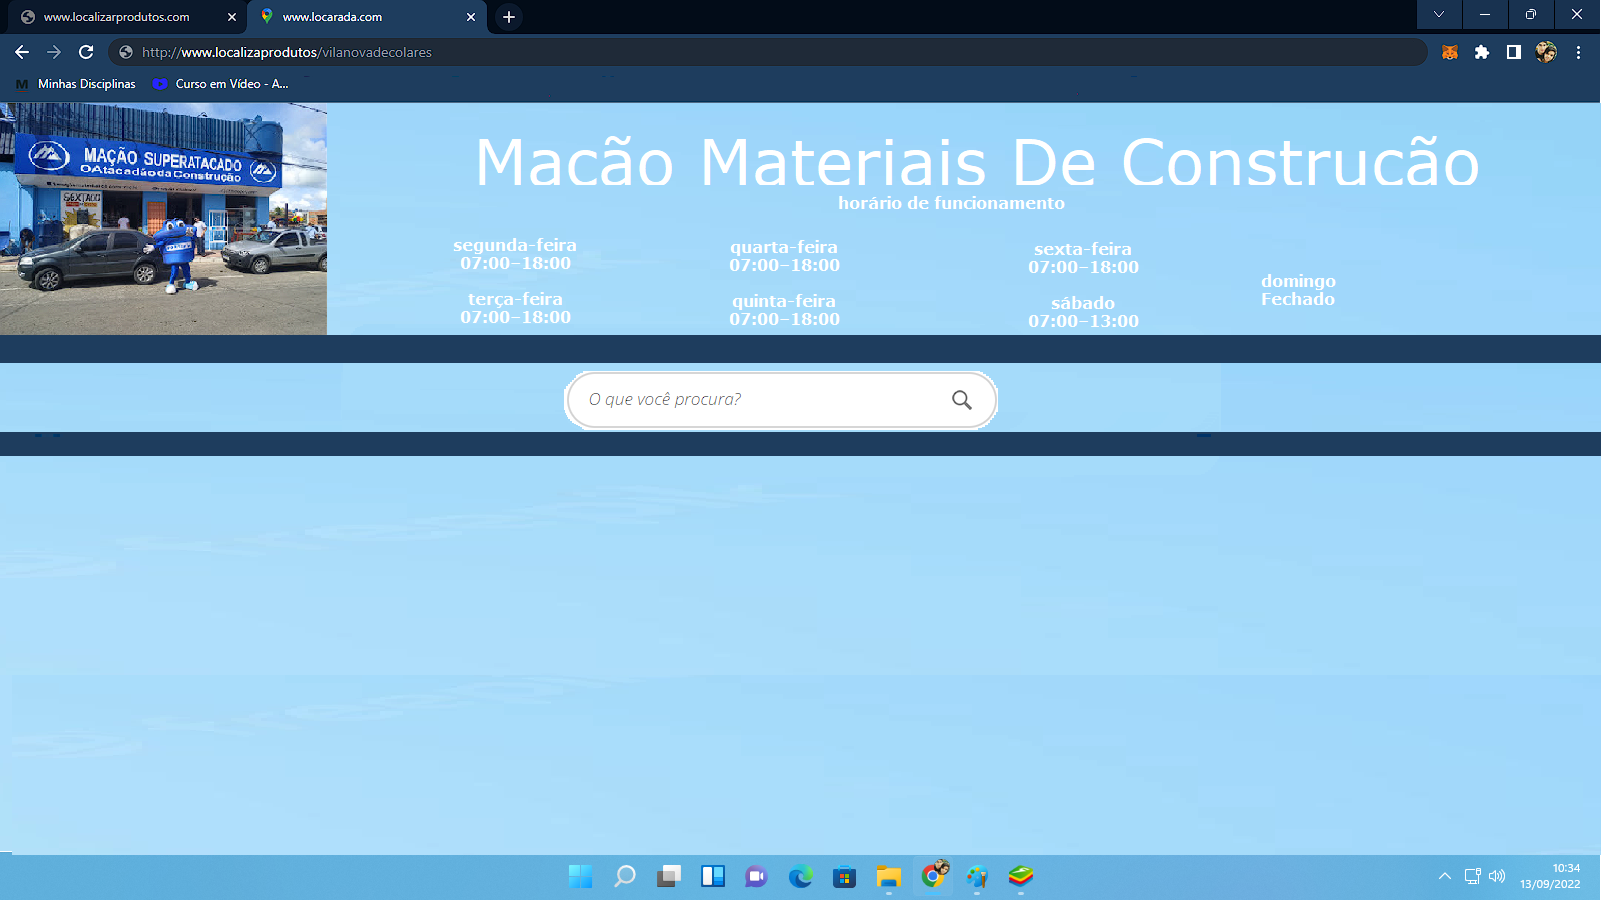 www.localizarprodutos.com
www.locarada.com
http://www.localizaprodutos/vilanovadecolares
Minhas Disciplinas
Curso em Vídeo - A...
MAÇÃO SUPERATACADO
O Atacadão da Construção
SEXTADO
Macão Materiais De Construcão
horário de funcionamento
segunda-feira
07:00–18:00
terça-feira
07:00–18:00
quarta-feira
07:00–18:00
quinta-feira
07:00–18:00
sexta-feira
07:00–18:00
sábado
07:00–13:00
domingo
Fechado
O que você procura?
10:34
13/09/2022